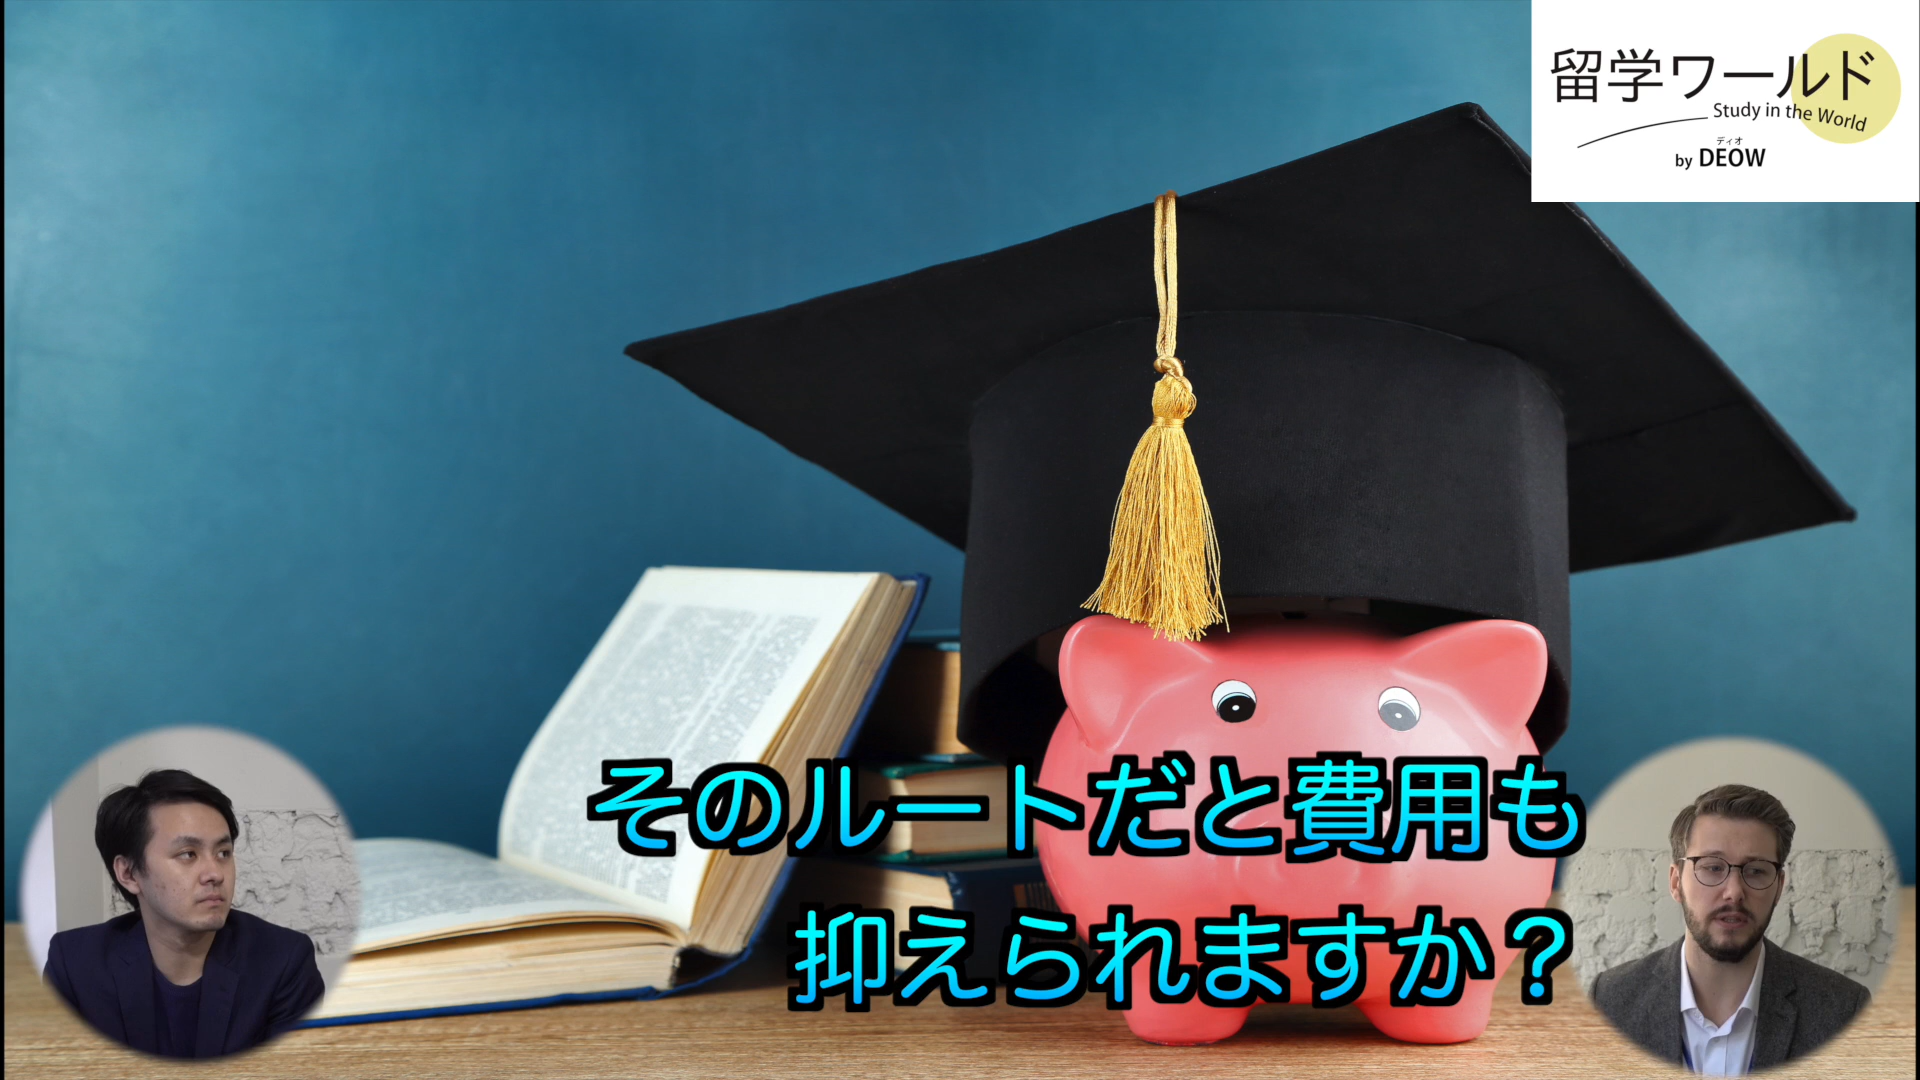 留学ワールド
Study in the World
ディオ
by DEOW
そのルートだと費用も
抑えられますか？